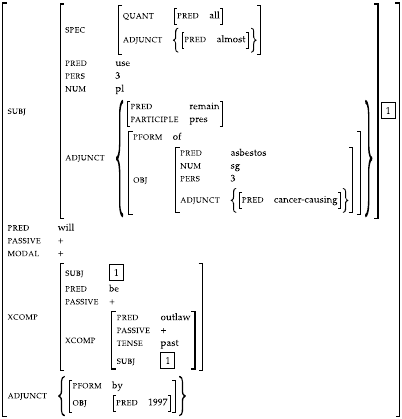 QUANT PRED all
SPEC
ADJUNCT PRED almost
PRED use
PERS 3
NUM pl
PRED remain
PARTICIPLE pres
SUBJ 1
PFORM of
PRED asbestos
ADJUNCT
NUM sg
OBJ PERS 3
ADJUNCT PRED cancer-causing
PRED will
PASSIVE +
MODAL +
SUBJ 1
PRED be
PASSIVE +
XCOMP
PRED outlaw
PASSIVE +
XCOMP
TENSE past
SUBJ 1
PFORM by
ADJUNCT
OBJ PRED 1997